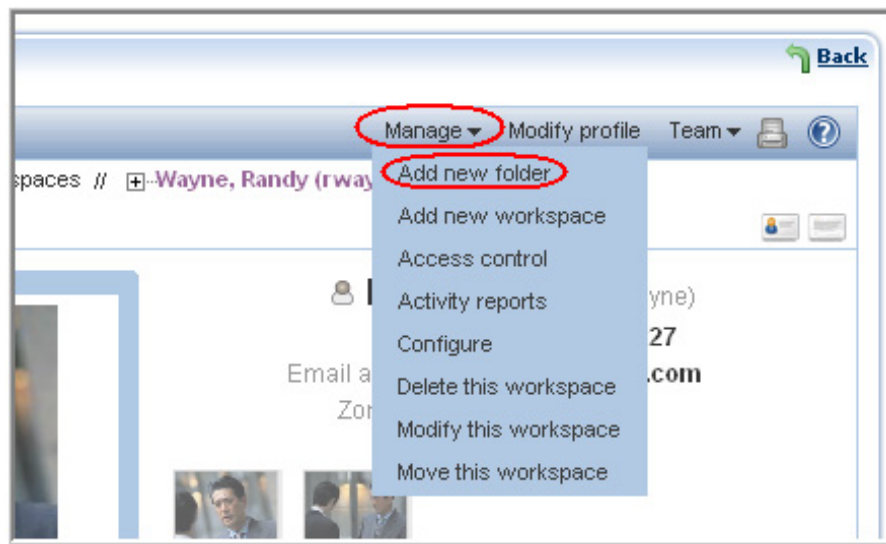 Back
Manage Modify profile Team
spaces // Wayne, Randy (rway
Add new folder
Add new workspace
Access control
Activity reports
yne)
Configure
27
Email a
.com
Delete this workspace
Zor
Modify this workspace
Move this workspace